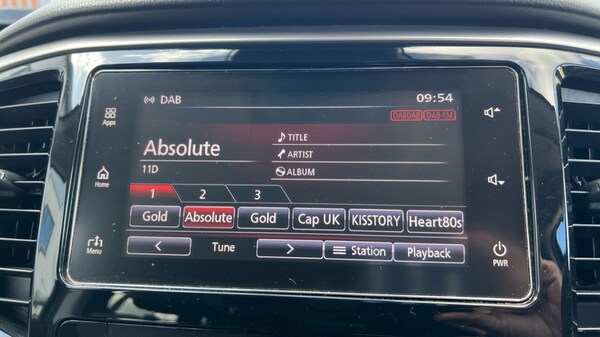 DAB
09:54
DABDAB DAB-FM
Apps
Absolute
TITLE
ARTIST
11D
ALBUM
Home
1 2 3
Gold Absolute Gold Cap UK KISSTORY Heart80s
Menu
< Tune > Station Playback
PWR